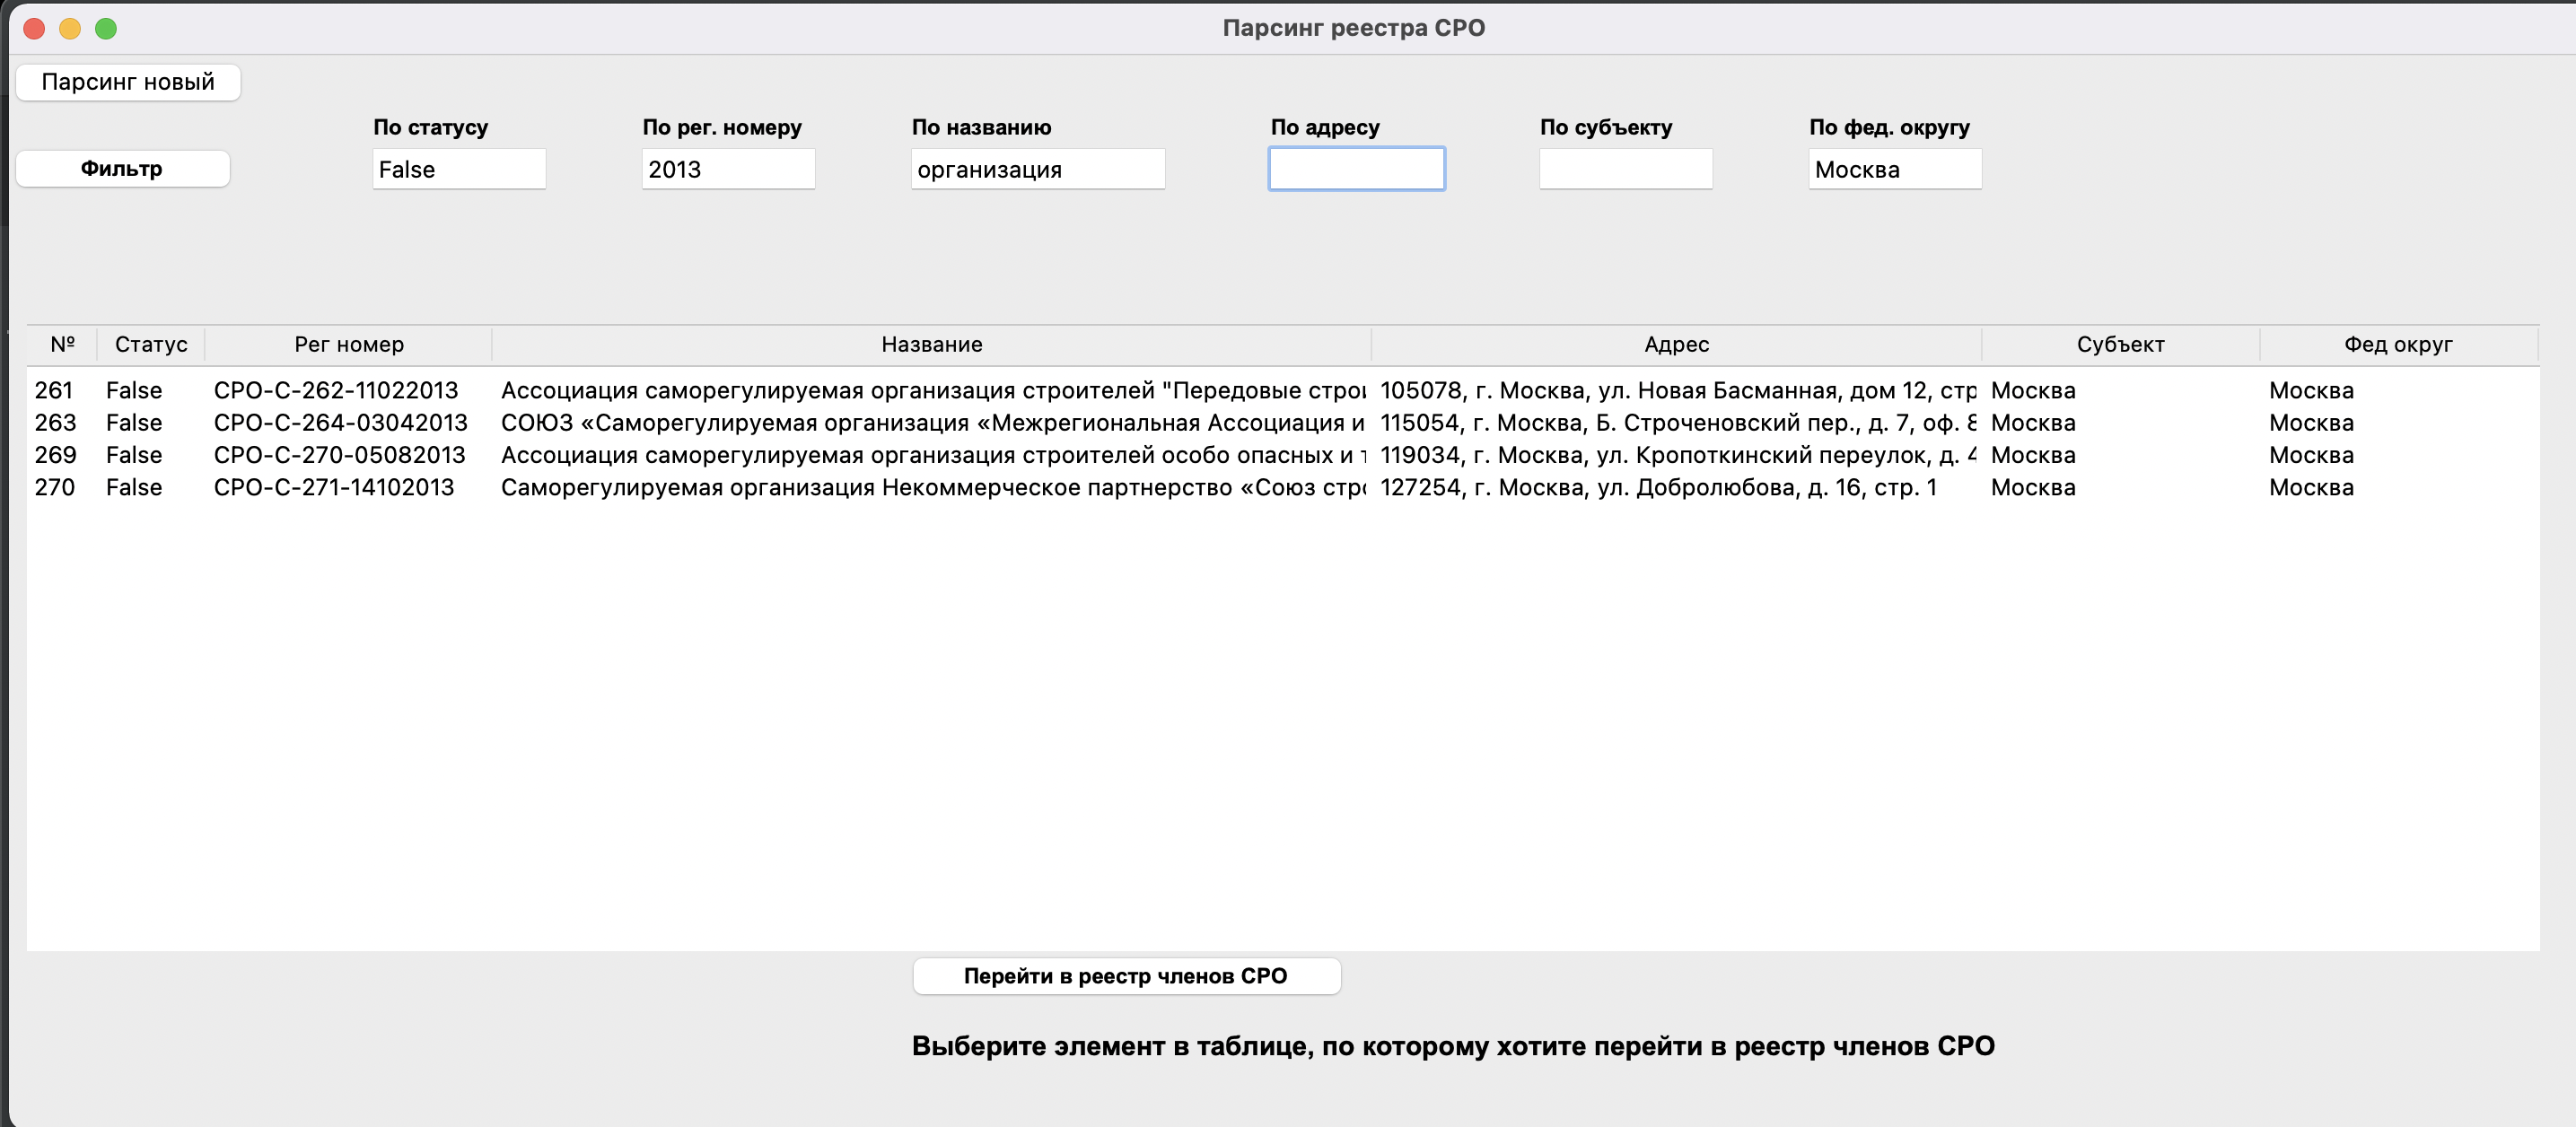 Парсинг реестра СРО
Парсинг новый
По статусу По рег. номеру По названию По адресу По субъекту По фед. округу
Фильтр False 2013 организация Москва
№ Статус Рег номер Название Адрес Субъект Фед округ
261 False СРО-С-262-11022013 Ассоциация саморегулируемая организация строителей "Передовые 105078, г. Москва, ул. Новая Басманная, дом 12, стр Москва Москва
263 False СРО-С-264-03042013 СОЮЗ «Саморегулируемая организация «Межрегиональная Ассоциация и 115054, г. Москва, Б. Строченовский пер., д. 7, оф. Москва Москва
269 False СРО-С-270-05082013 Ассоциация саморегулируемая организация строителей особо опасных и 119034, г. Москва, ул. Кропоткинский переулок, д. Москва Москва
270 False СРО-С-271-14102013 Саморегулируемая организация Некоммерческое партнерство «Союз 127254, г. Москва, ул. Добролюбова, д. 16, стр. 1 Москва Москва
Перейти в реестр членов СРО
Выберите элемент в таблице, по которому хотите перейти в реестр членов СРО